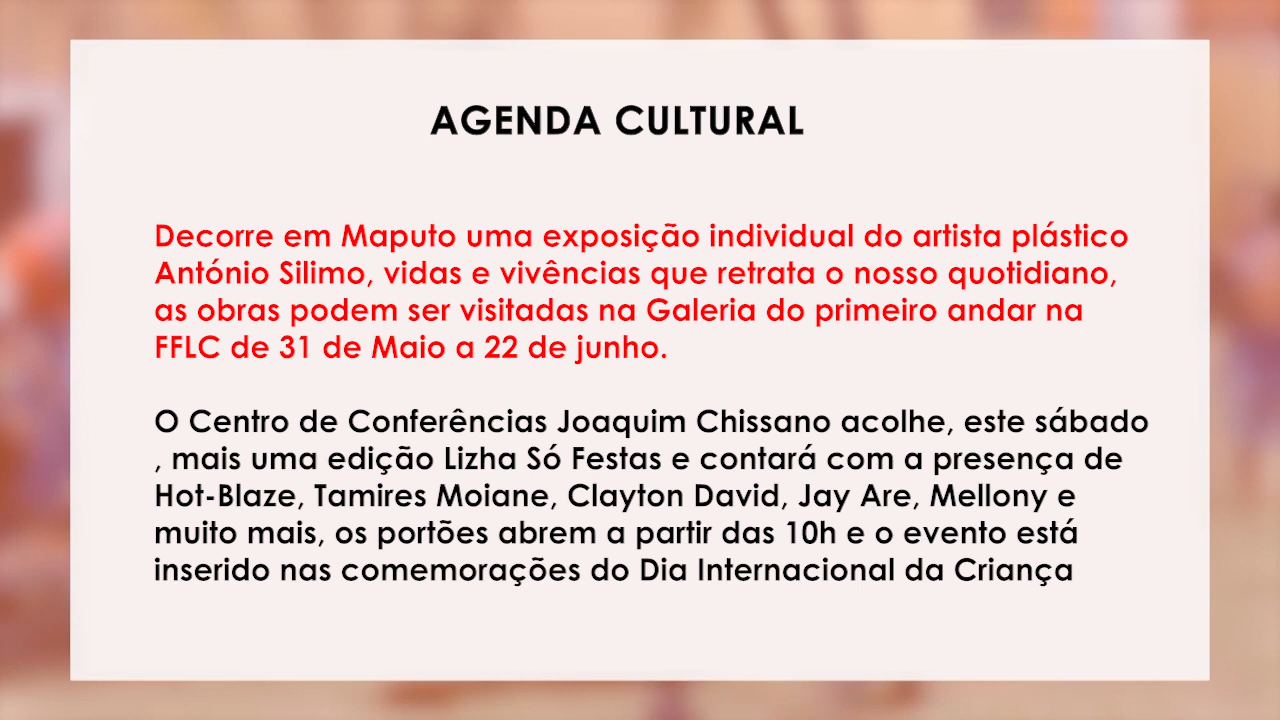 AGENDA CULTURAL
Decorre em Maputo uma exposição individual do artista plástico
António Silimo, vidas e vivências que retrata o nosso quotidiano,
as obras podem ser visitadas na Galeria do primeiro andar na
FFLC de 31 de Maio a 22 de junho.
O Centro de Conferências Joaquim Chissano acolhe, este sábado
, mais uma edição Lizha Só Festas e contará com a presença de
Hot-Blaze, Tamires Moiane, Clayton David, Jay Are, Mellony e
muito mais, os portões abrem a partir das 10h e o evento está
inserido nas comemorações do Dia Internacional da Criança